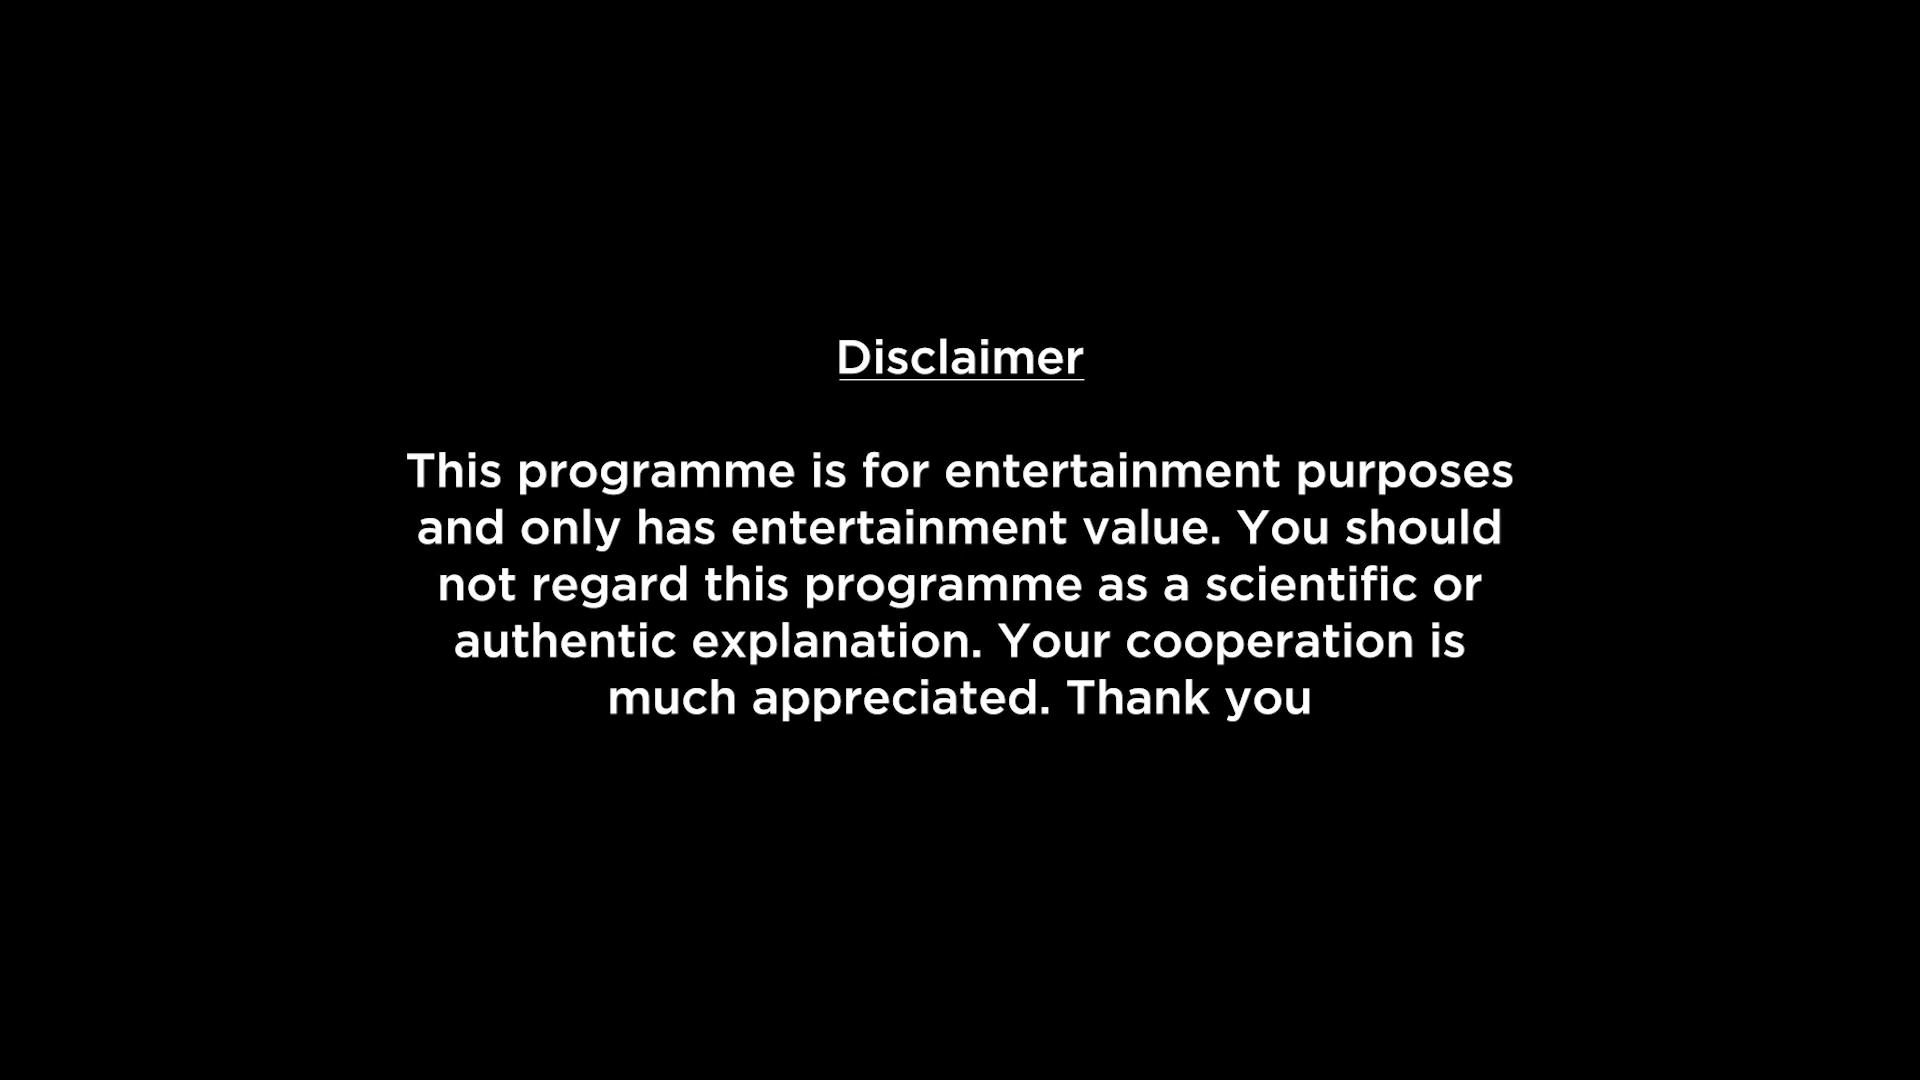 Disclaimer
This programme is for entertainment purposes
and only has entertainment value. You should
not regard this programme as a scientific or
authentic explanation. Your cooperation is
much appreciated. Thank you